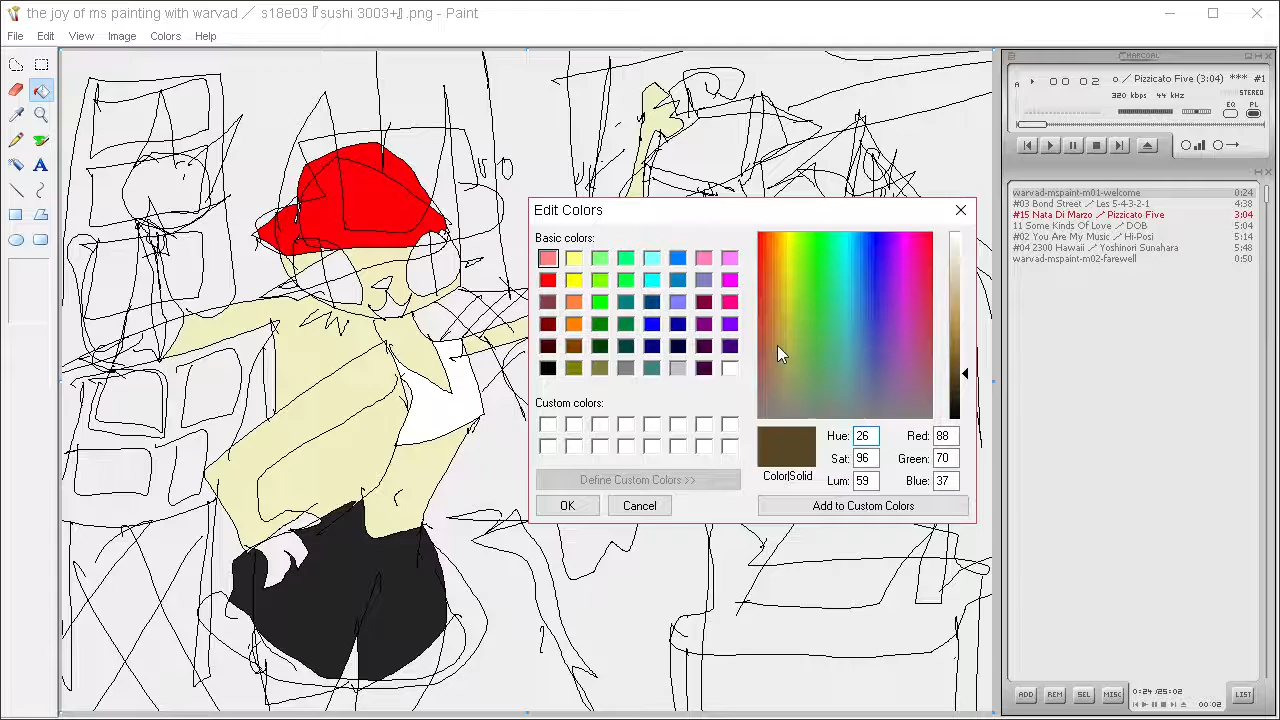 the joy of ms painting with warvad ／ s18e03『sushi 3003+』.png - Paint
File Edit View Image Colors Help
Edit Colors
Basic colors:
Custom colors:
Define Custom Colors >>
OK Cancel
Hue: 26 Red: 88
Sat: 96 Green: 70
Color|Solid
Lum: 59 Blue: 37
Add to Custom Colors
CHARCOAL
o ／ Pizzicato Five (3:04) *** #1
00 02
320 kbps 44 kHz STEREO
EQ PL
warvad-mspaint-m01-welcome 0:24
#03 Bond Street ／ Les 5-4-3-2-1 4:38
#15 Nata Di Marzo ／ Pizzicato Five 3:04
11 Some Kinds Of Love ／ DOB 5:04
#02 You Are My Music ／ Hi-Posi 5:14
#04 2300 Hawaii ／ Yoshinori Sunahara 5:48
warvad-mspaint-m02-farewell 0:50
ADD REM SEL MISC 0:24 /25:02 LIST
00:02